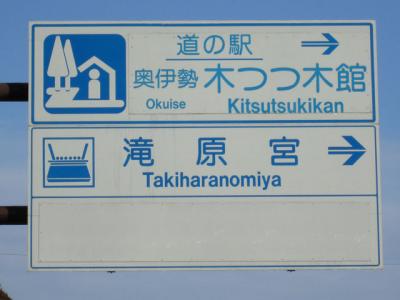 道の駅 →
奥伊勢 木つつ木館
Okuise Kitsutsukikan
滝原宮 →
Takiharanomiya